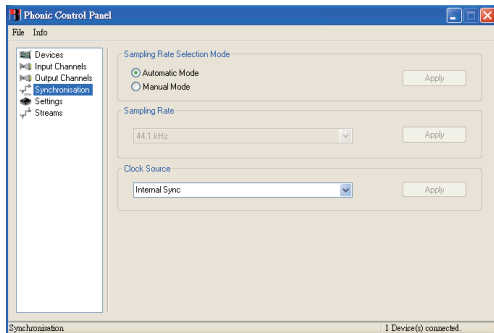 Phonic Control Panel
File Info
Devices
Input Channels
Output Channels
Synchronisation
Settings
Streams
Sampling Rate Selection Mode
Automatic Mode
Manual Mode
Apply
Sampling Rate
44.1 kHz
Apply
Clock Source
Internal Sync
Apply
Synchronisation
1 Device(s) connected.